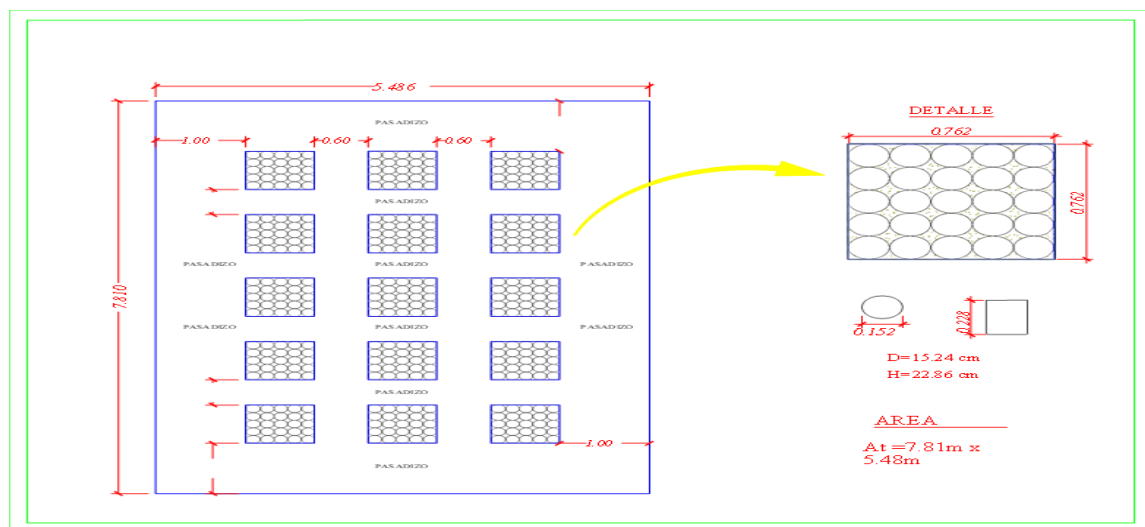 5.486
PASADIZO
1.00
0.60
0.60
PASADIZO
PASADIZO
PASADIZO
PASADIZO
7.810
PASADIZO
PASADIZO
PASADIZO
PASADIZO
1.00
PASADIZO
DETALLE
0.762
0.762
0.152
0.228
D=15.24 cm
H=22.86 cm
AREA
At =7.81m x
5.48m